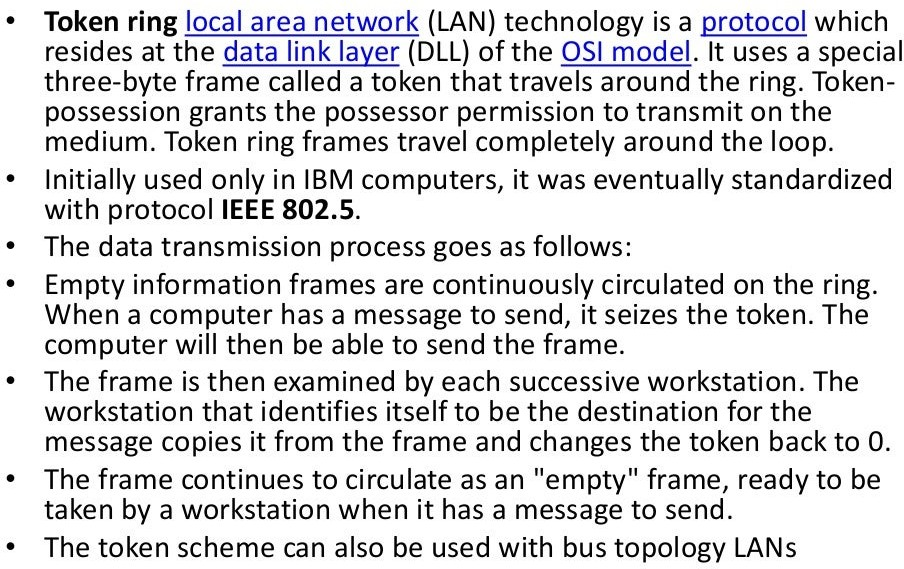 • Token ring local area network (LAN) technology is a protocol which
resides at the data link layer (DLL) of the OSI model. It uses a special
three-byte frame called a token that travels around the ring. Token-
possession grants the possessor permission to transmit on the
medium. Token ring frames travel completely around the loop.
• Initially used only in IBM computers, it was eventually standardized
with protocol IEEE 802.5.
• The data transmission process goes as follows:
• Empty information frames are continuously circulated on the ring.
When a computer has a message to send, it seizes the token. The
computer will then be able to send the frame.
• The frame is then examined by each successive workstation. The
workstation that identifies itself to be the destination for the
message copies it from the frame and changes the token back to 0.
• The frame continues to circulate as an "empty" frame, ready to be
taken by a workstation when it has a message to send.
• The token scheme can also be used with bus topology LANs